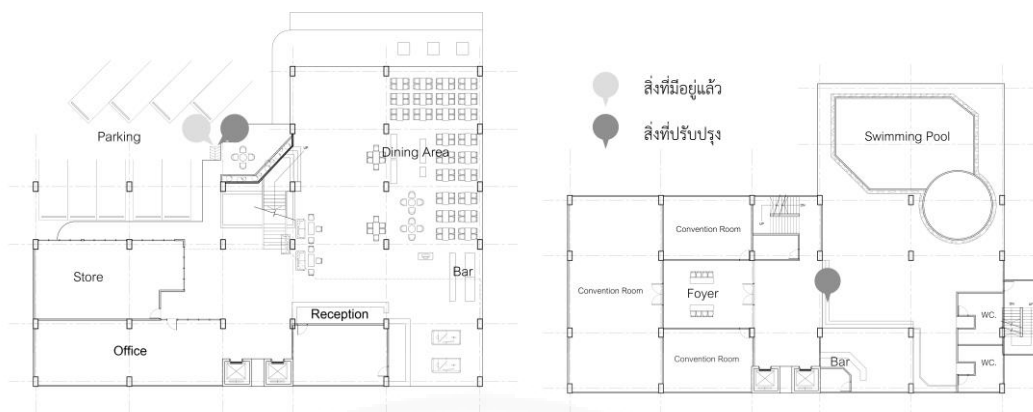 Parking
Dining Area
Store
Bar
Reception
Office
สิ่งที่มีอยู่แล้ว
สิ่งที่ปรับปรุง
Swimming Pool
Convention Room
Convention Room
Foyer
Convention Room
Bar
WC.
WC.